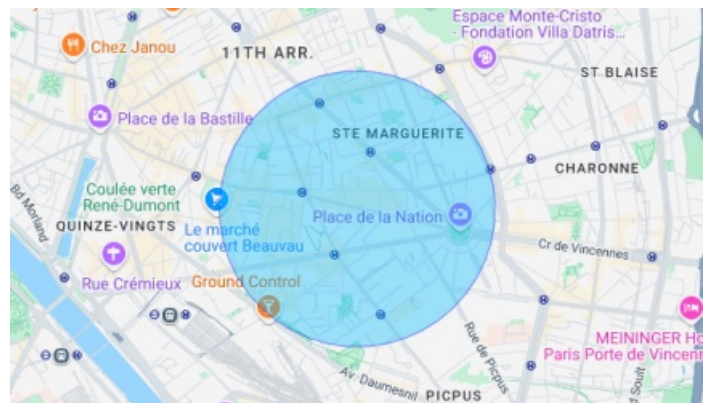 Espace Monte-Cristo
- Fondation Villa Datris...
Chez Janou
11TH ARR.
ST BLAISE
Place de la Bastille
STE MARGUERITE
CHARONNE
Coulée verte
René-Dumont
Bd Morland
Place de la Nation
QUINZE-VINGTS
Le marché
couvert Beauvau
Cr de Vincennes
Rue Crémieux
Ground Control
MEININGER Ho
Paris Porte de Vincenn
Rue de Picpus
Av. Daumesnil
PICPUS
d Soult